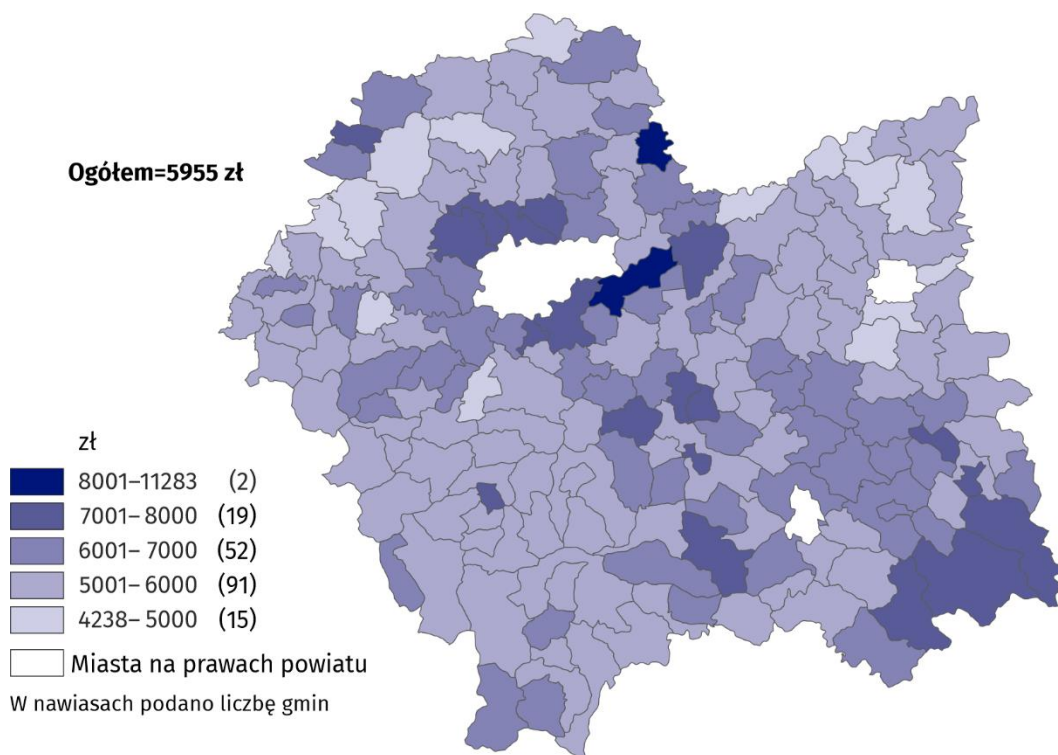 Ogółem=5955 zł
zł
8001–11283 (2)
7001–8000 (19)
6001–7000 (52)
5001–6000 (91)
4238–5000 (15)
Miasta na prawach powiatu
W nawiasach podano liczbę gmin